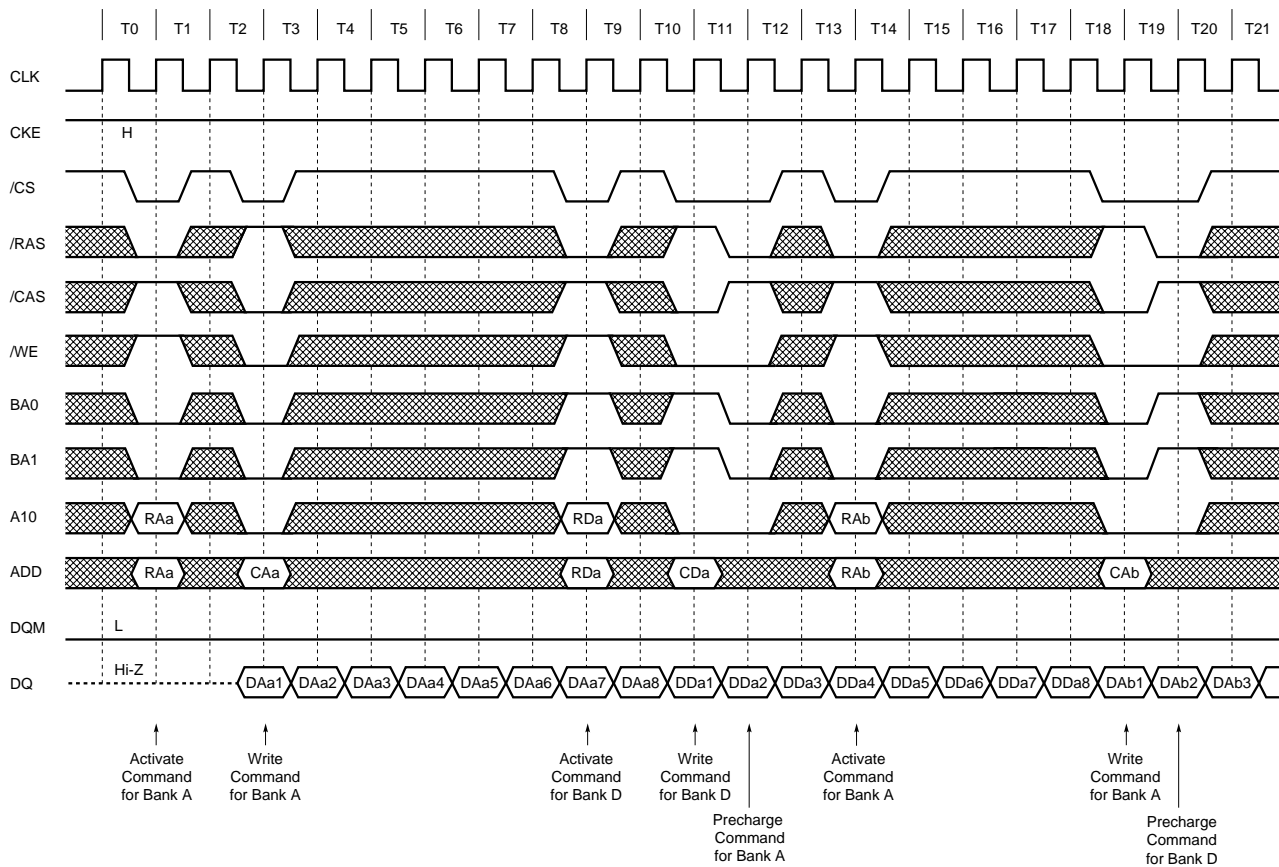 T0 T1 T2 T3 T4 T5 T6 T7 T8 T9 T10 T11 T12 T13 T14 T15 T16 T17 T18 T19 T20 T21
CLK
CKE H
/CS
/RAS
/CAS
/WE
BA0
BA1
A10 RAa RDa RAb
ADD RAa CAa RDa CDa RAb CAb
DQM L
DQ Hi-Z DAa1 DAa2 DAa3 DAa4 DAa5 DAa6 DAa7 DAa8 DDa1 DDa2 DDa3 DDa4 DDa5 DDa6 DDa7 DDa8 DAb1 DAb2 DAb3
Activate
Command
for Bank A
Write
Command
for Bank A
Activate
Command
for Bank D
Write
Command
for Bank D
Precharge
Command
for Bank A
Activate
Command
for Bank A
Write
Command
for Bank A
Precharge
Command
for Bank D